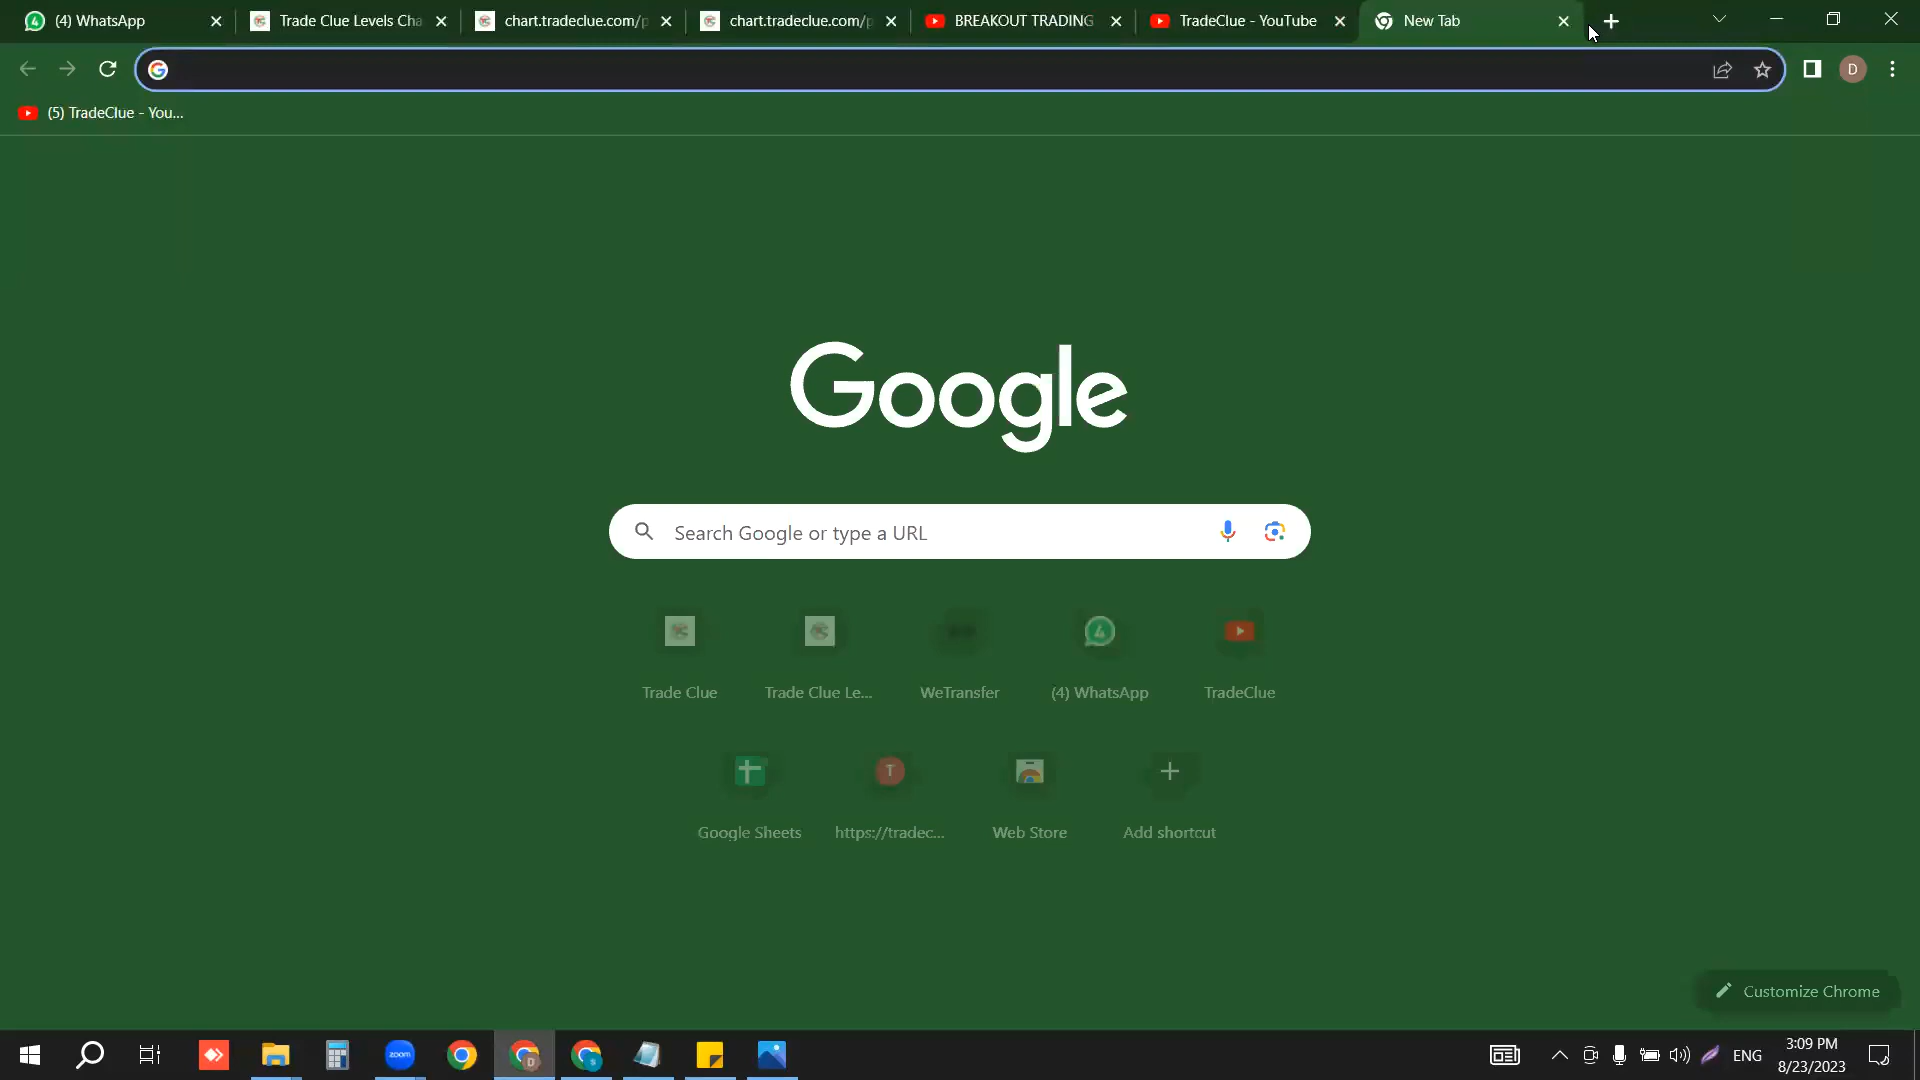 (4) WhatsApp
Trade Clue Levels Cha
chart.tradeclue.com/p
chart.tradeclue.com/p
BREAKOUT TRADING
TradeClue - YouTube
New Tab
D
(5) TradeClue - You...
Google
Search Google or type a URL
Trade Clue
Trade Clue Le...
WeTransfer
(4) WhatsApp
TradeClue
T
Google Sheets
https://tradec...
Web Store
Add shortcut
Customize Chrome
zoom
ENG
3:09 PM
8/23/2023